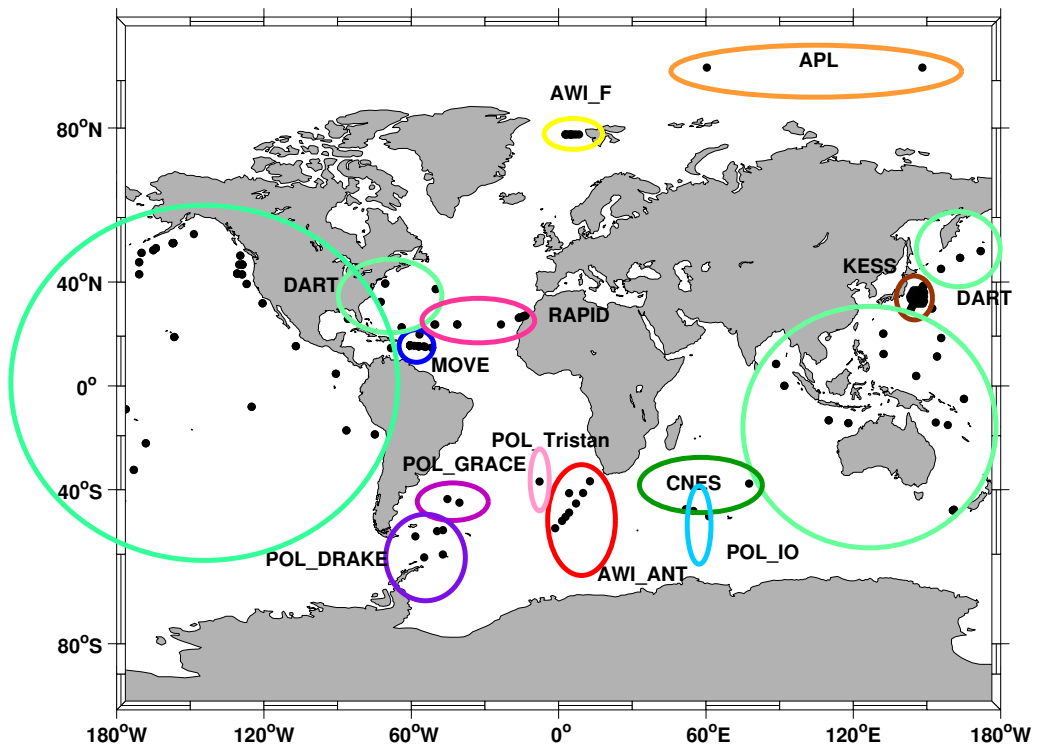 APL
AWI_F
80°N
KESS
40°N
DART
DART
RAPID
MOVE
0°
POL_Tristan
POL_GRACE
CNES
40°S
POL_IO
POL_DRAKE
AWI_ANT
80°S
180°W 120°W 60°W 0° 60°E 120°E 180°W